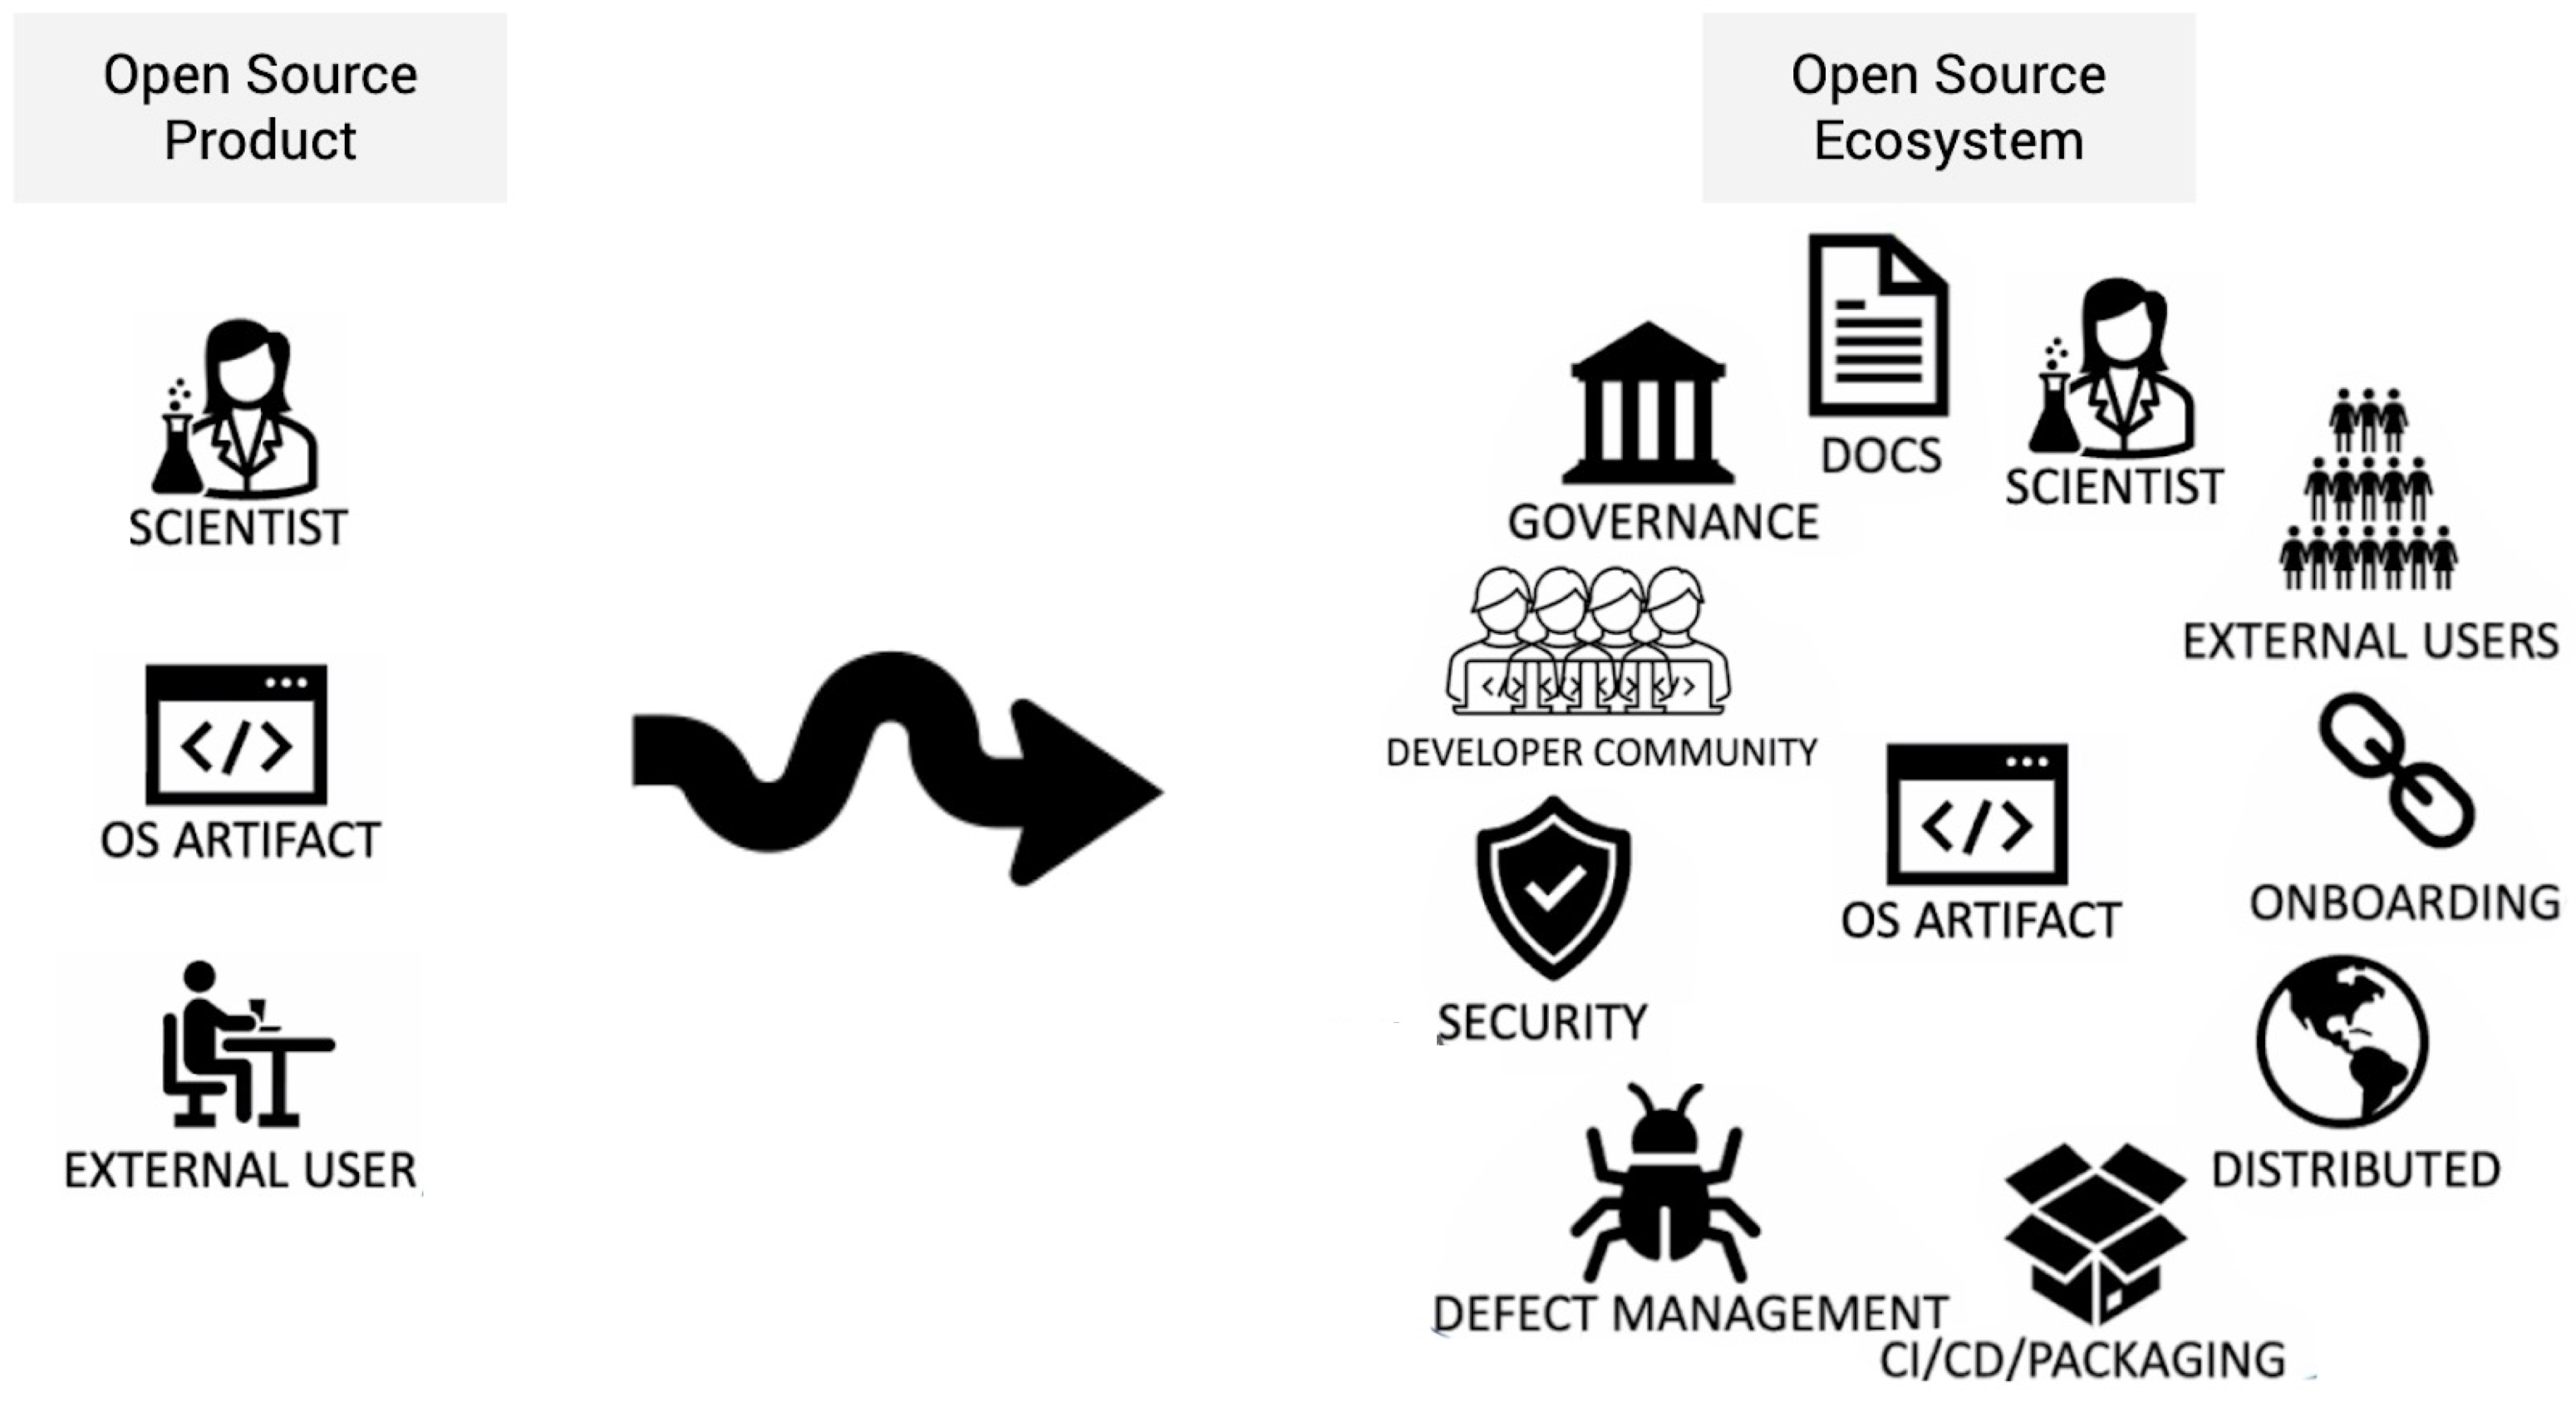 Open Source
Product
SCIENTIST
</>
OS ARTIFACT
EXTERNAL USER
Open Source
Ecosystem
DOCS
SCIENTIST
GOVERNANCE
EXTERNAL USERS
DEVELOPER COMMUNITY
</>
OS ARTIFACT
ONBOARDING
SECURITY
DISTRIBUTED
DEFECT MANAGEMENT
CI/CD/PACKAGING